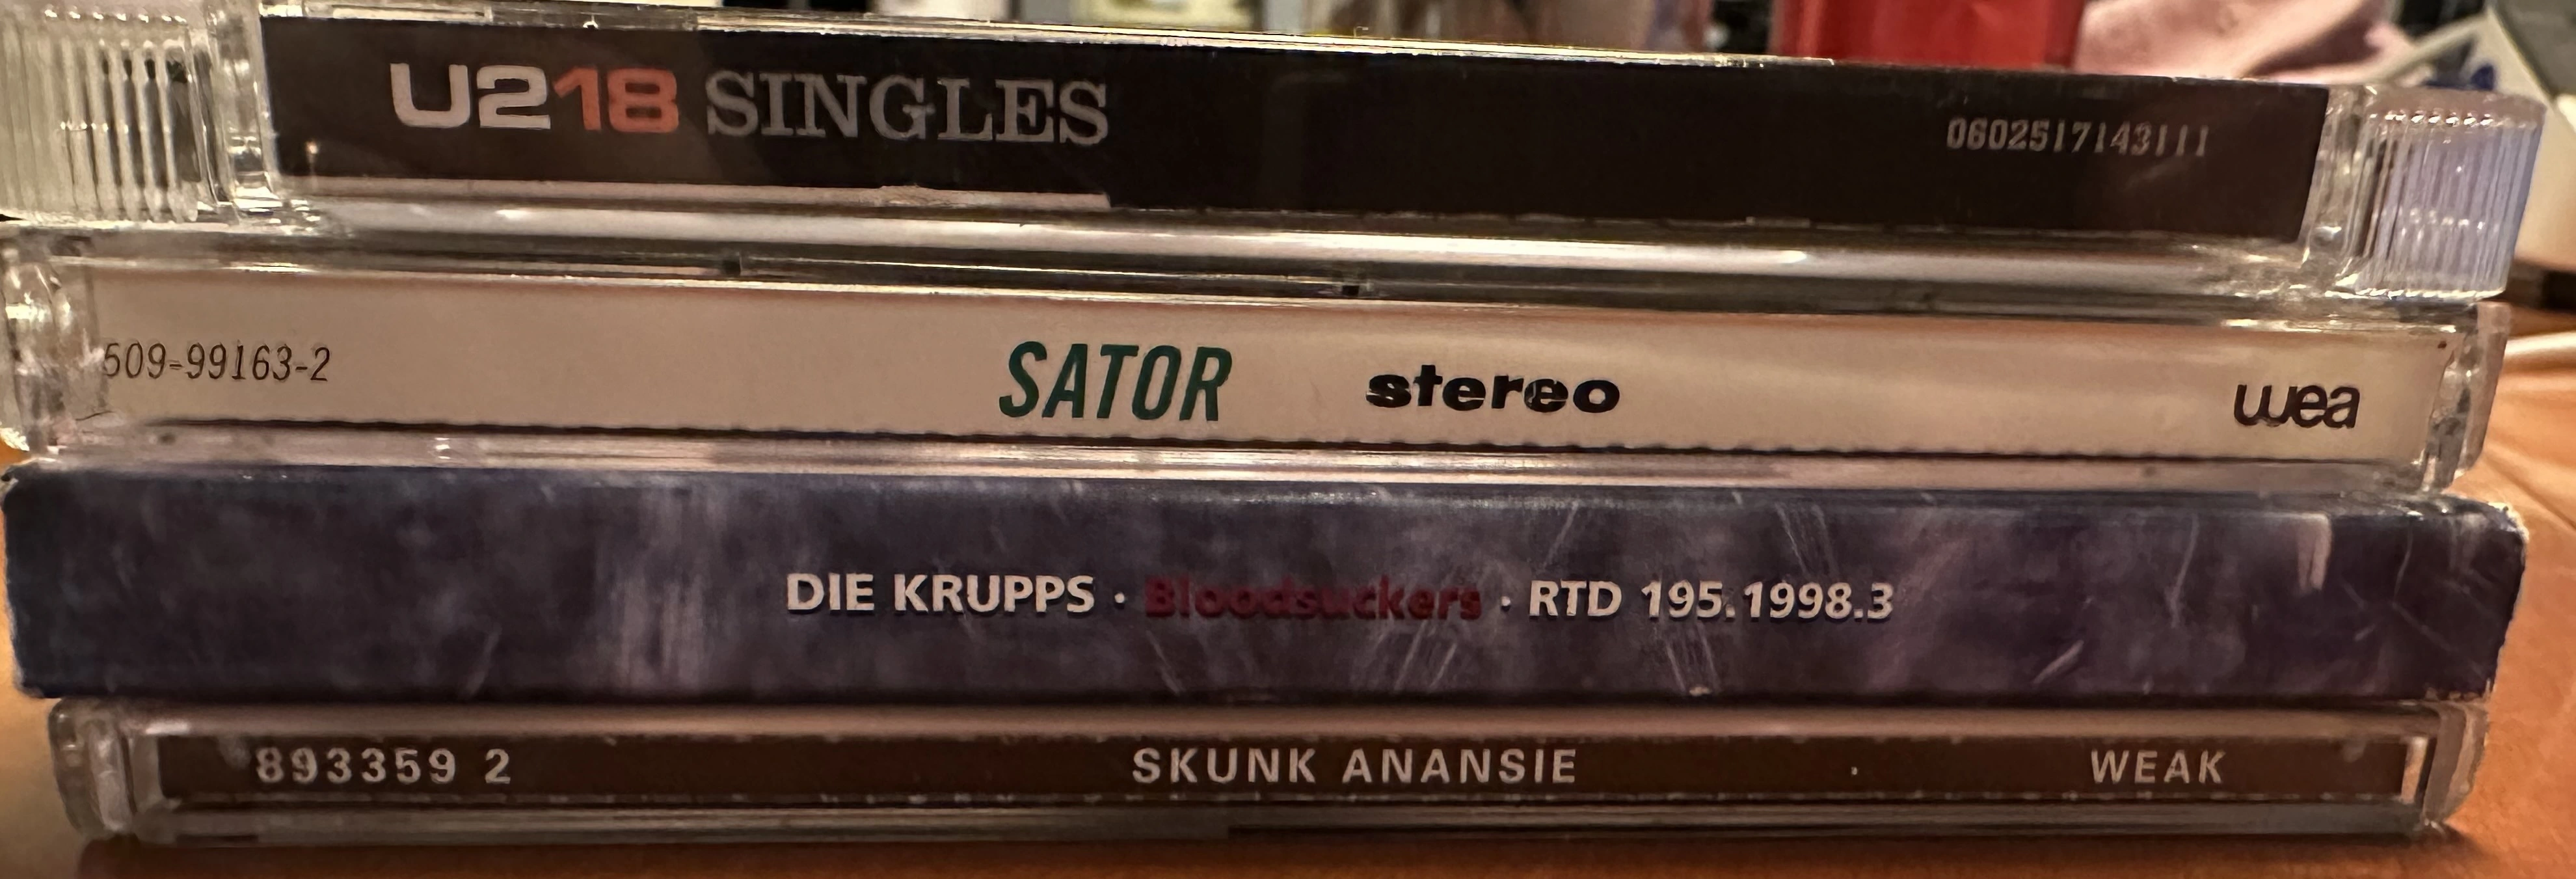 U218 SINGLES 0602517143111
509-99163-2 SATOR stereo wea
DIE KRUPPS · Bloodsuckers · RTD 195.1998.3
893359 2 SKUNK ANANSIE · WEAK